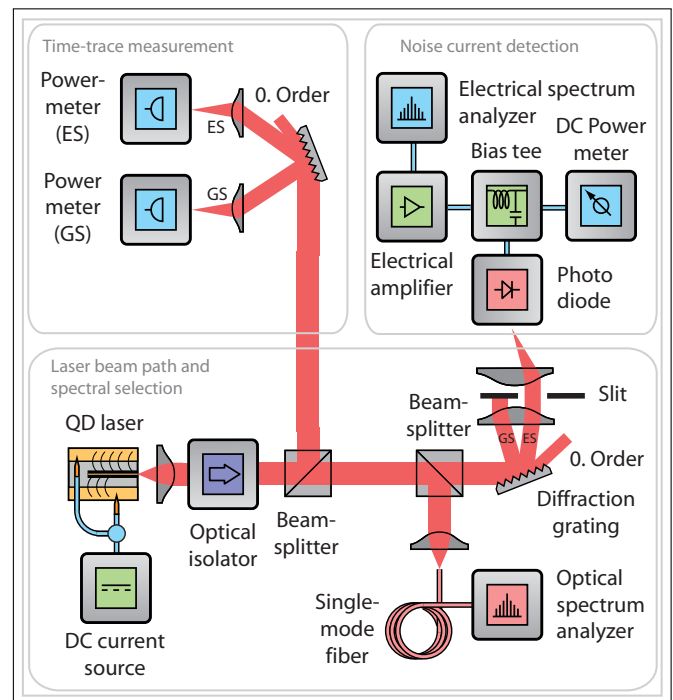 Time-trace measurement
Power-
meter
(ES)
0. Order
ES
Power
meter
(GS)
GS
Noise current detection
Electrical spectrum
analyzer
DC Power
meter
Bias tee
Electrical
amplifier
Photo
diode
Laser beam path and
spectral selection
QD laser
Optical
isolator
Beam-
splitter
DC current
source
Beam-
splitter
Slit
GS
ES
0. Order
Diffraction
grating
Single-
mode
fiber
Optical
spectrum
analyzer